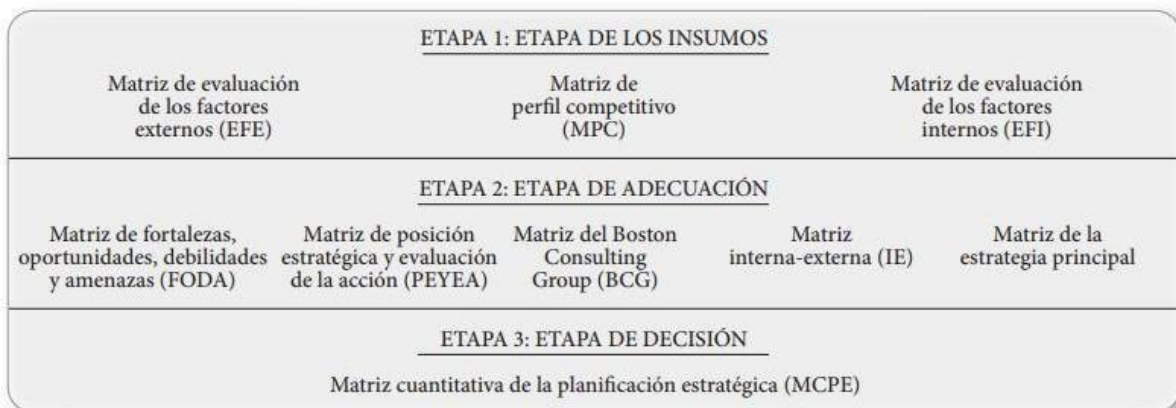 ETAPA 1: ETAPA DE LOS INSUMOS
Matriz de evaluación
de los factores
externos (EFE)
Matriz de
perfil competitivo
(MPC)
Matriz de evaluación
de los factores
internos (EFI)
ETAPA 2: ETAPA DE ADECUACIÓN
Matriz de fortalezas,
oportunidades, debilidades
y amenazas (FODA)
Matriz de posición
estratégica y evaluación
de la acción (PEYEA)
Matriz del Boston
Consulting
Group (BCG)
Matriz
interna-externa (IE)
Matriz de la
estrategia principal
ETAPA 3: ETAPA DE DECISIÓN
Matriz cuantitativa de la planificación estratégica (MCPE)